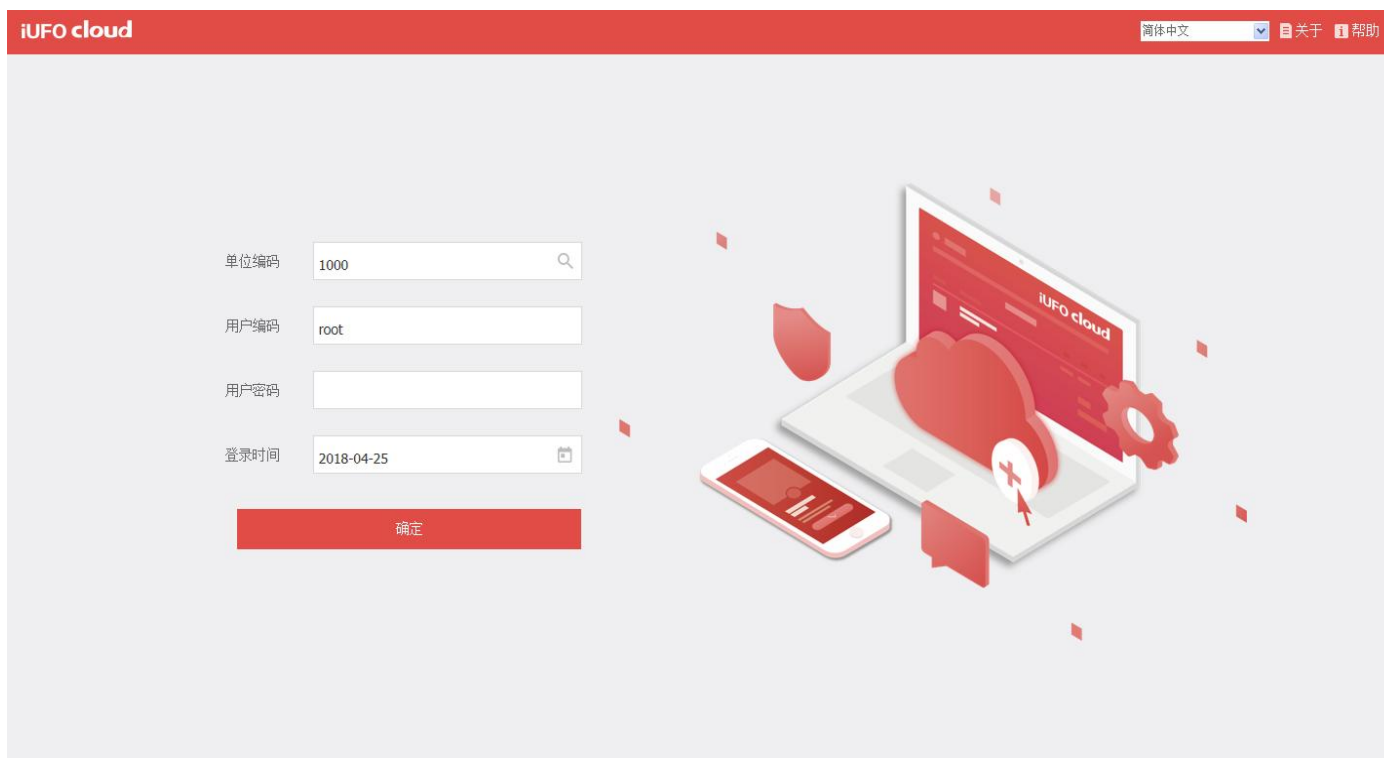 iUFO cloud
简体中文 关于 帮助
单位编码 1000
用户编码 root
用户密码
登录时间 2018-04-25
确定
iUFO cloud